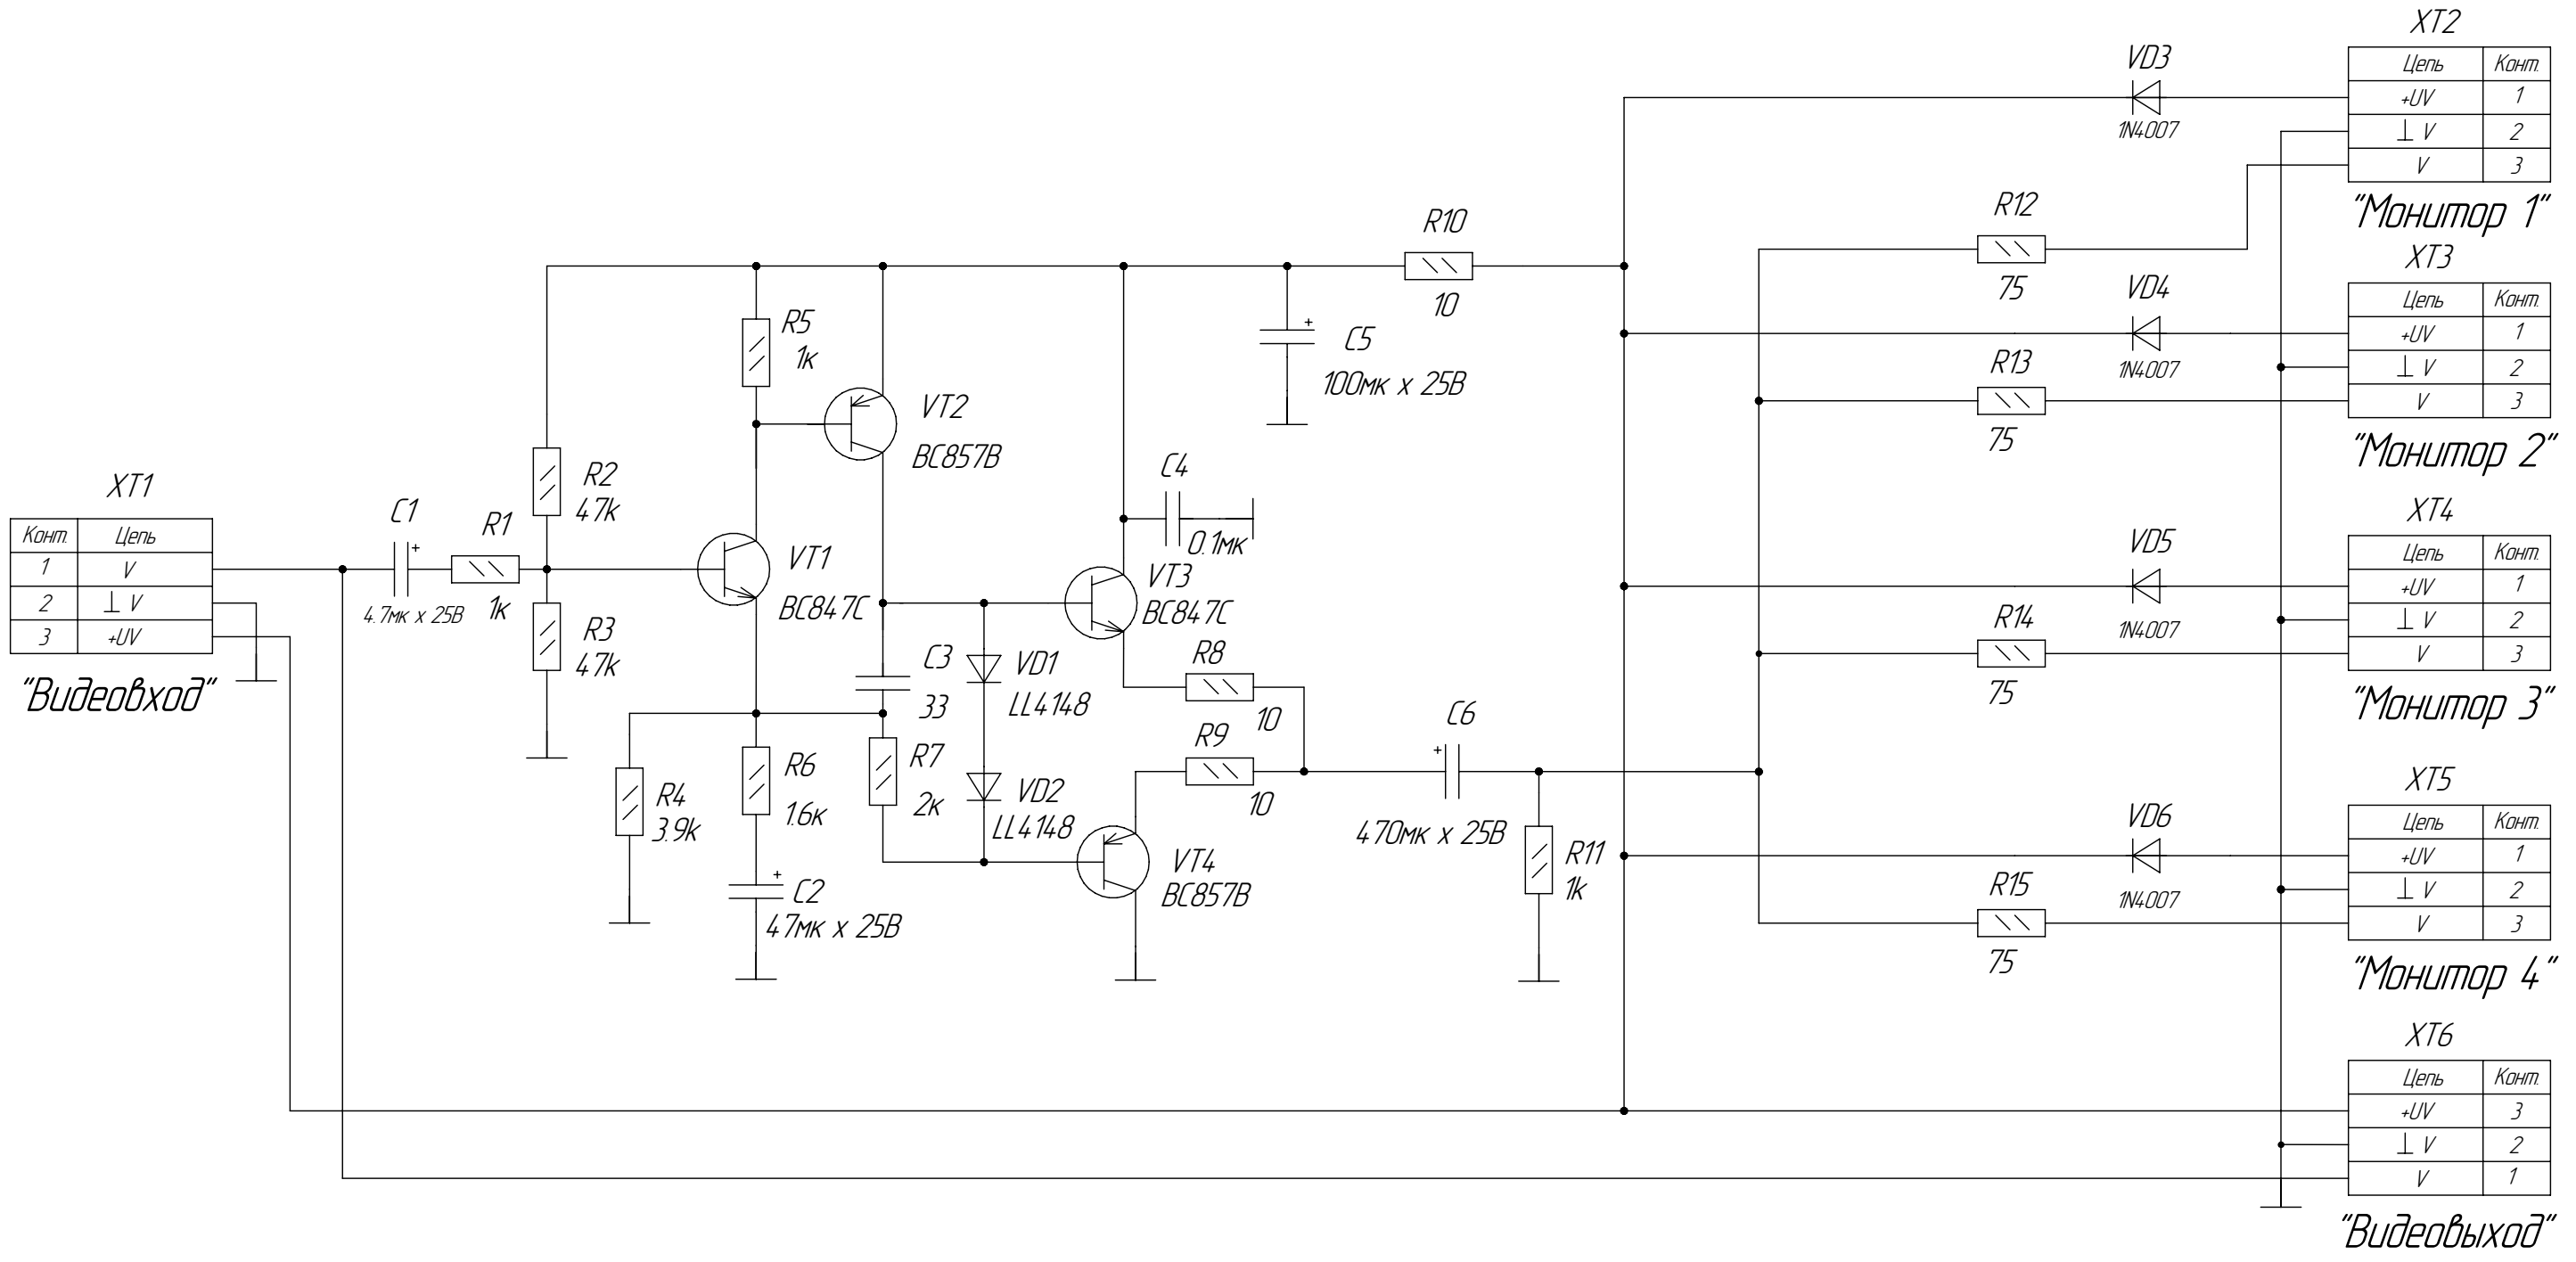 XT1
Конт. Цепь
1 V
2 ⊥ V
3 +UV
"Видеовход"
C1
+
4.7мк x 25В
R1
1к
R2
47k
R3
47k
R5
1к
VT1
BC847C
VT2
BC857B
R4
3.9k
R6
1.6к
+
C2
47мк x 25В
C3
33
R7
2к
VD1
LL4148
VD2
LL4148
C4
0.1мк
VT3
BC847C
R8
10
R9
10
VT4
BC857B
+
C5
100мк x 25В
R10
10
C6
+
470мк x 25В
R11
1k
VD3
1N4007
R12
75
VD4
1N4007
R13
75
VD5
1N4007
R14
75
VD6
1N4007
R15
75
XT2
Цепь Конт.
+UV 1
⊥ V 2
V 3
"Монитор 1"
XT3
Цепь Конт.
+UV 1
⊥ V 2
V 3
"Монитор 2"
XT4
Цепь Конт.
+UV 1
⊥ V 2
V 3
"Монитор 3"
XT5
Цепь Конт.
+UV 1
⊥ V 2
V 3
"Монитор 4"
XT6
Цепь Конт.
+UV 3
⊥ V 2
V 1
"Видеовыход"